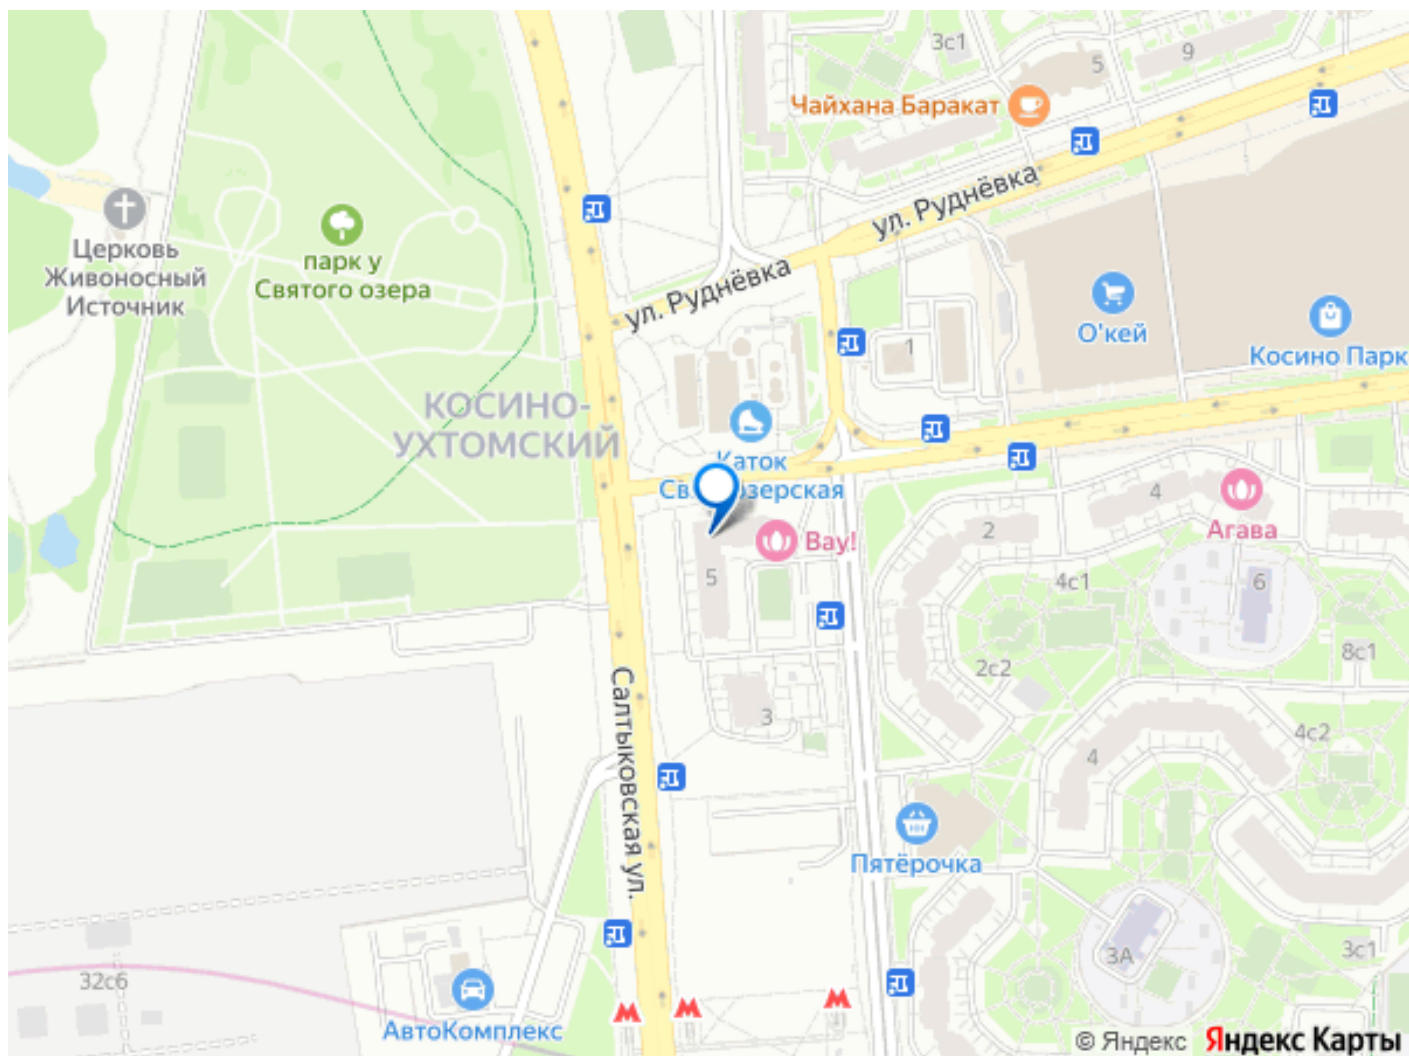 3с1
9
5
Чайхана Баракат
ул. Руднёвка
Церковь
Живоносный
Источник
парк у
Святого озера
ул. Руднёвка
О'кей
1
Косино Парк
КОСИНО-
УХТОМСКИЙ
Каток
Св озерская
4
Агава
2
Вау!
5
4с1
6
2с2
8с1
3
4с2
4
Салтыковская ул.
Пятёрочка
3А
3с1
32с6
АвтоКомплекс
© Яндекс Яндекс Карты